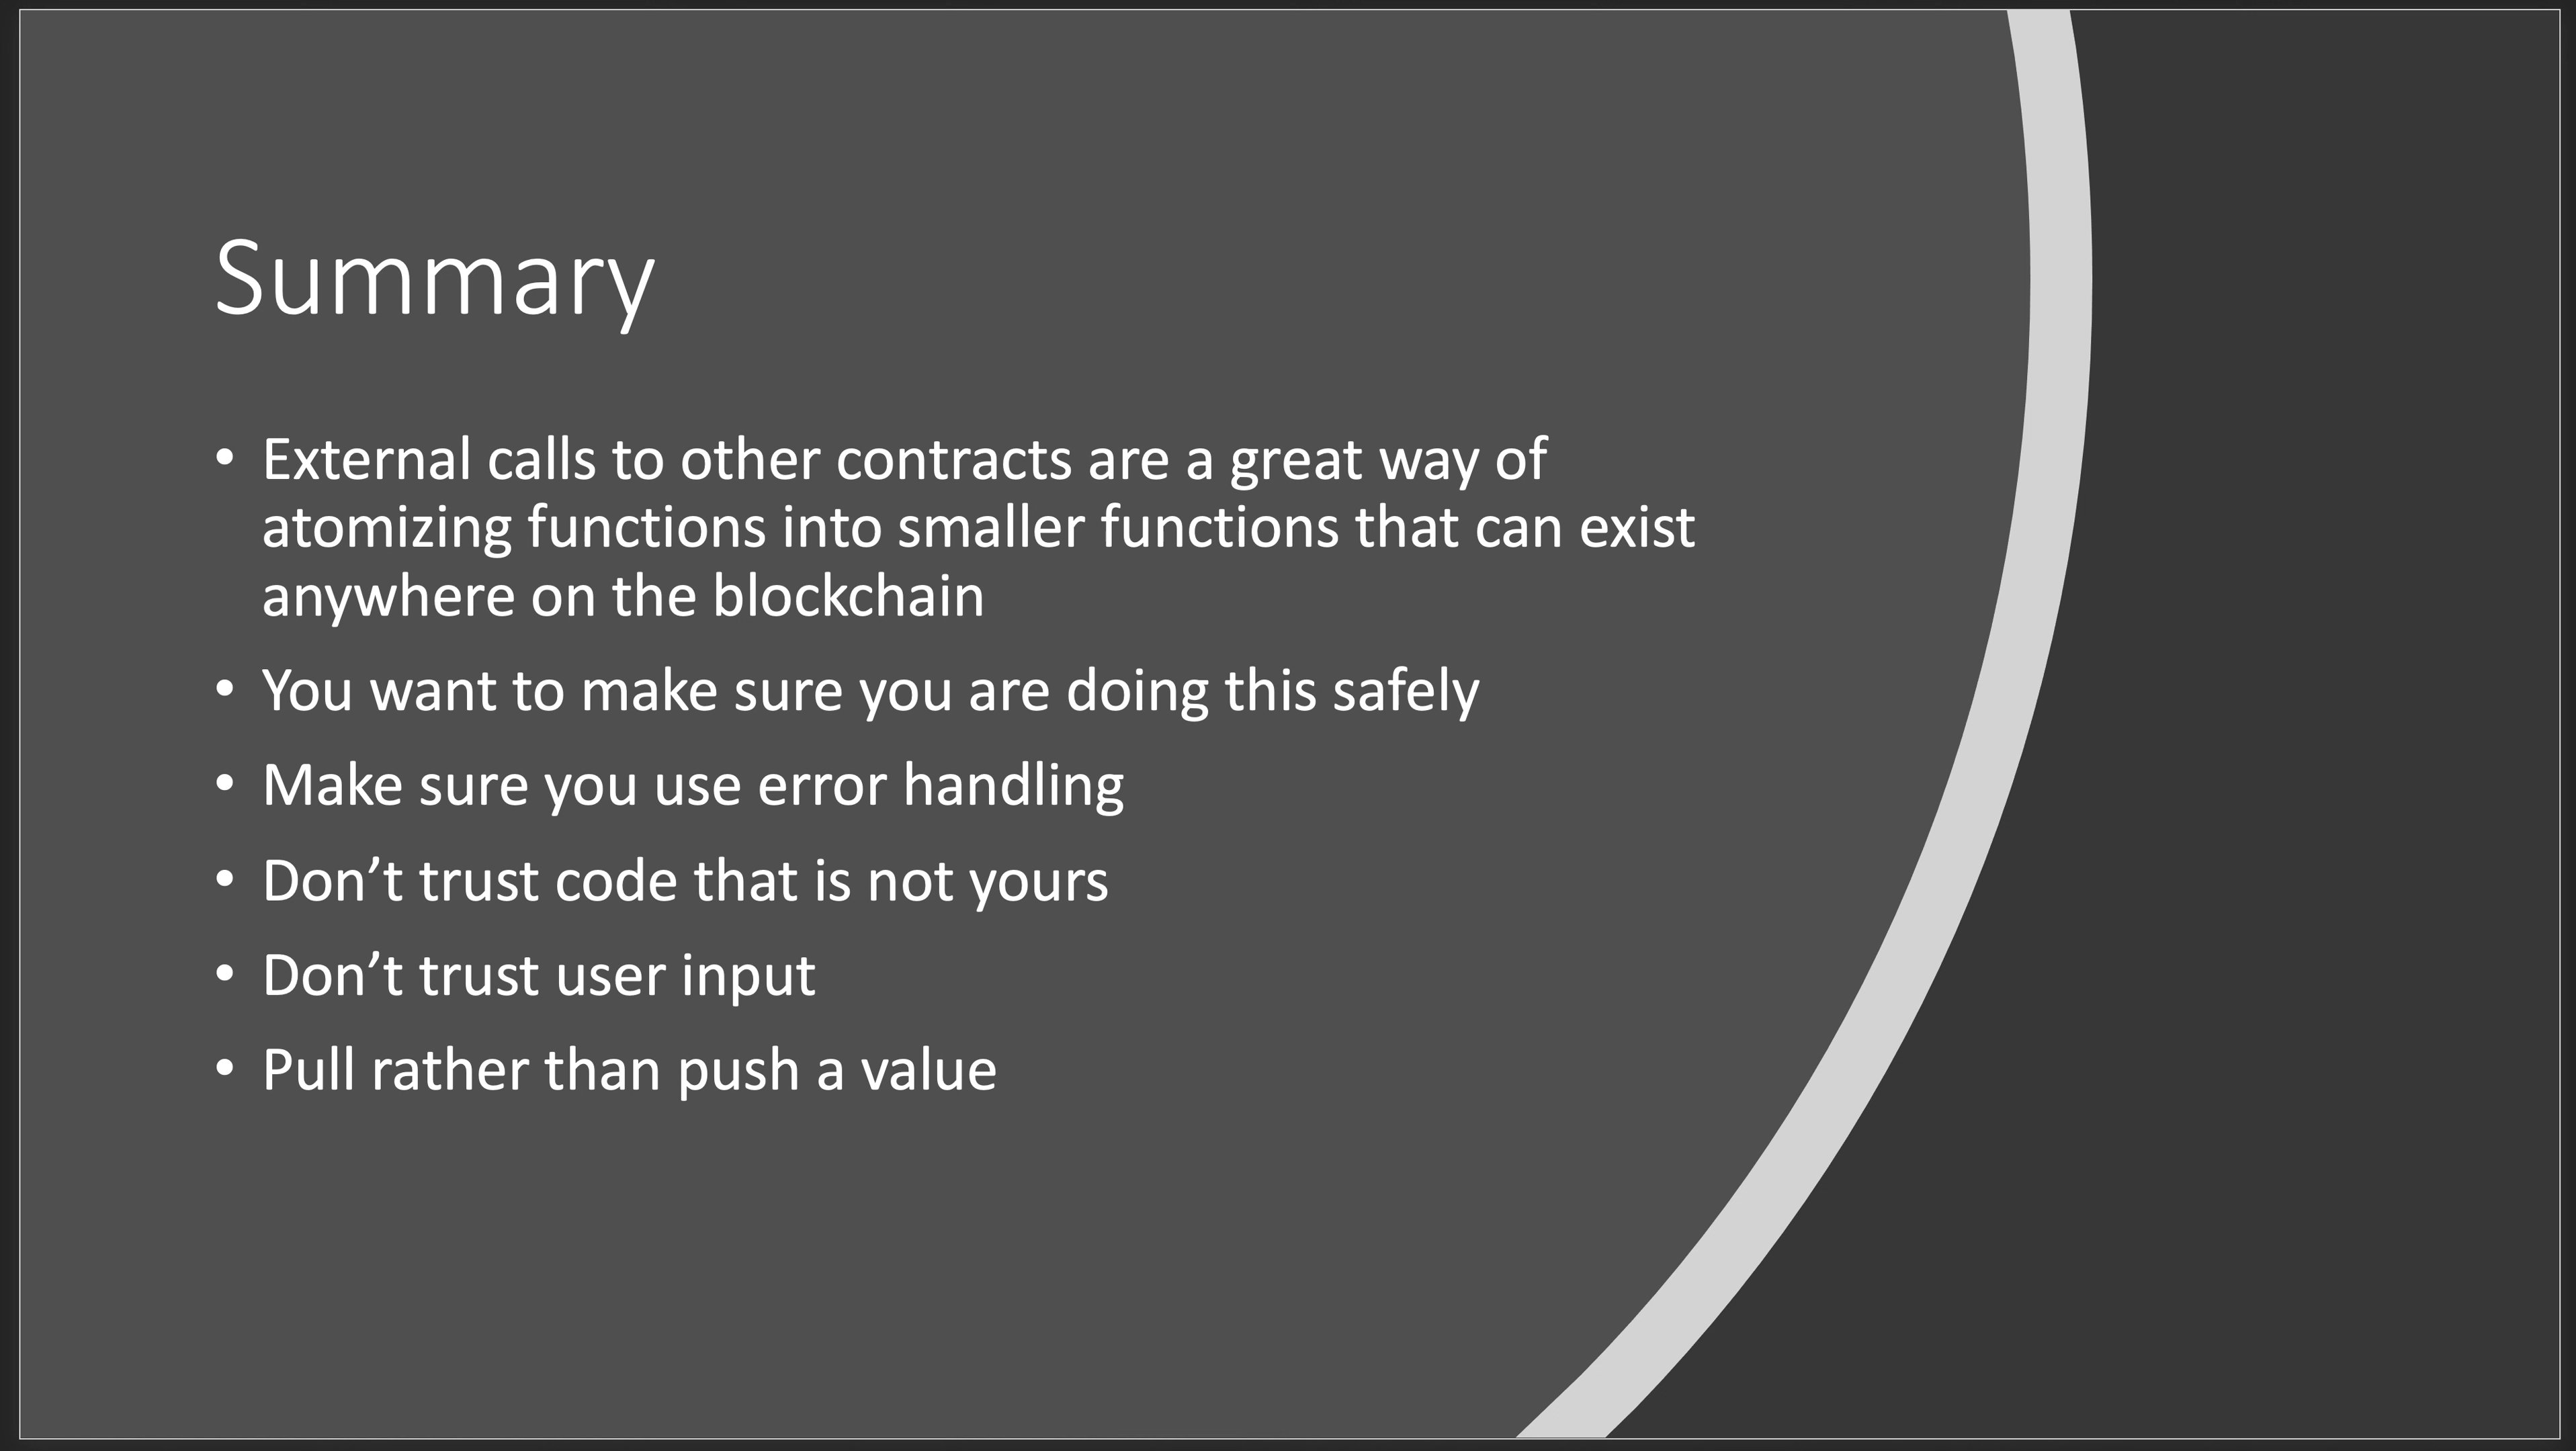 Summary
• External calls to other contracts are a great way of
atomizing functions into smaller functions that can exist
anywhere on the blockchain
• You want to make sure you are doing this safely
• Make sure you use error handling
• Don’t trust code that is not yours
• Don’t trust user input
• Pull rather than push a value